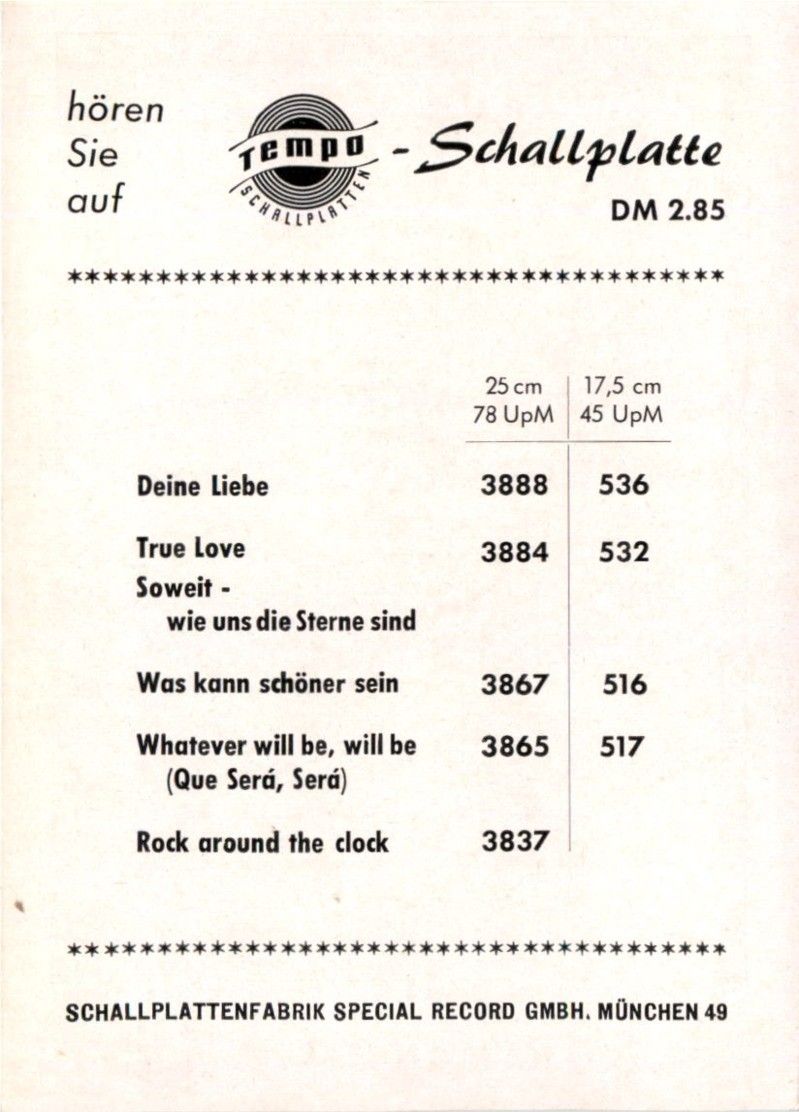 hören
Sie
auf
TEMPO
SCHALLPLATTEN
- Schallplatte
DM 2.85
***************************************
25 cm 17,5 cm
78 UpM 45 UpM
Deine Liebe 3888 536
True Love 3884 532
Soweit -
wie uns die Sterne sind
Was kann schöner sein 3867 516
Whatever will be, will be 3865 517
(Que Será, Será)
Rock around the clock 3837
***************************************
SCHALLPLATTENFABRIK SPECIAL RECORD GMBH. MÜNCHEN 49